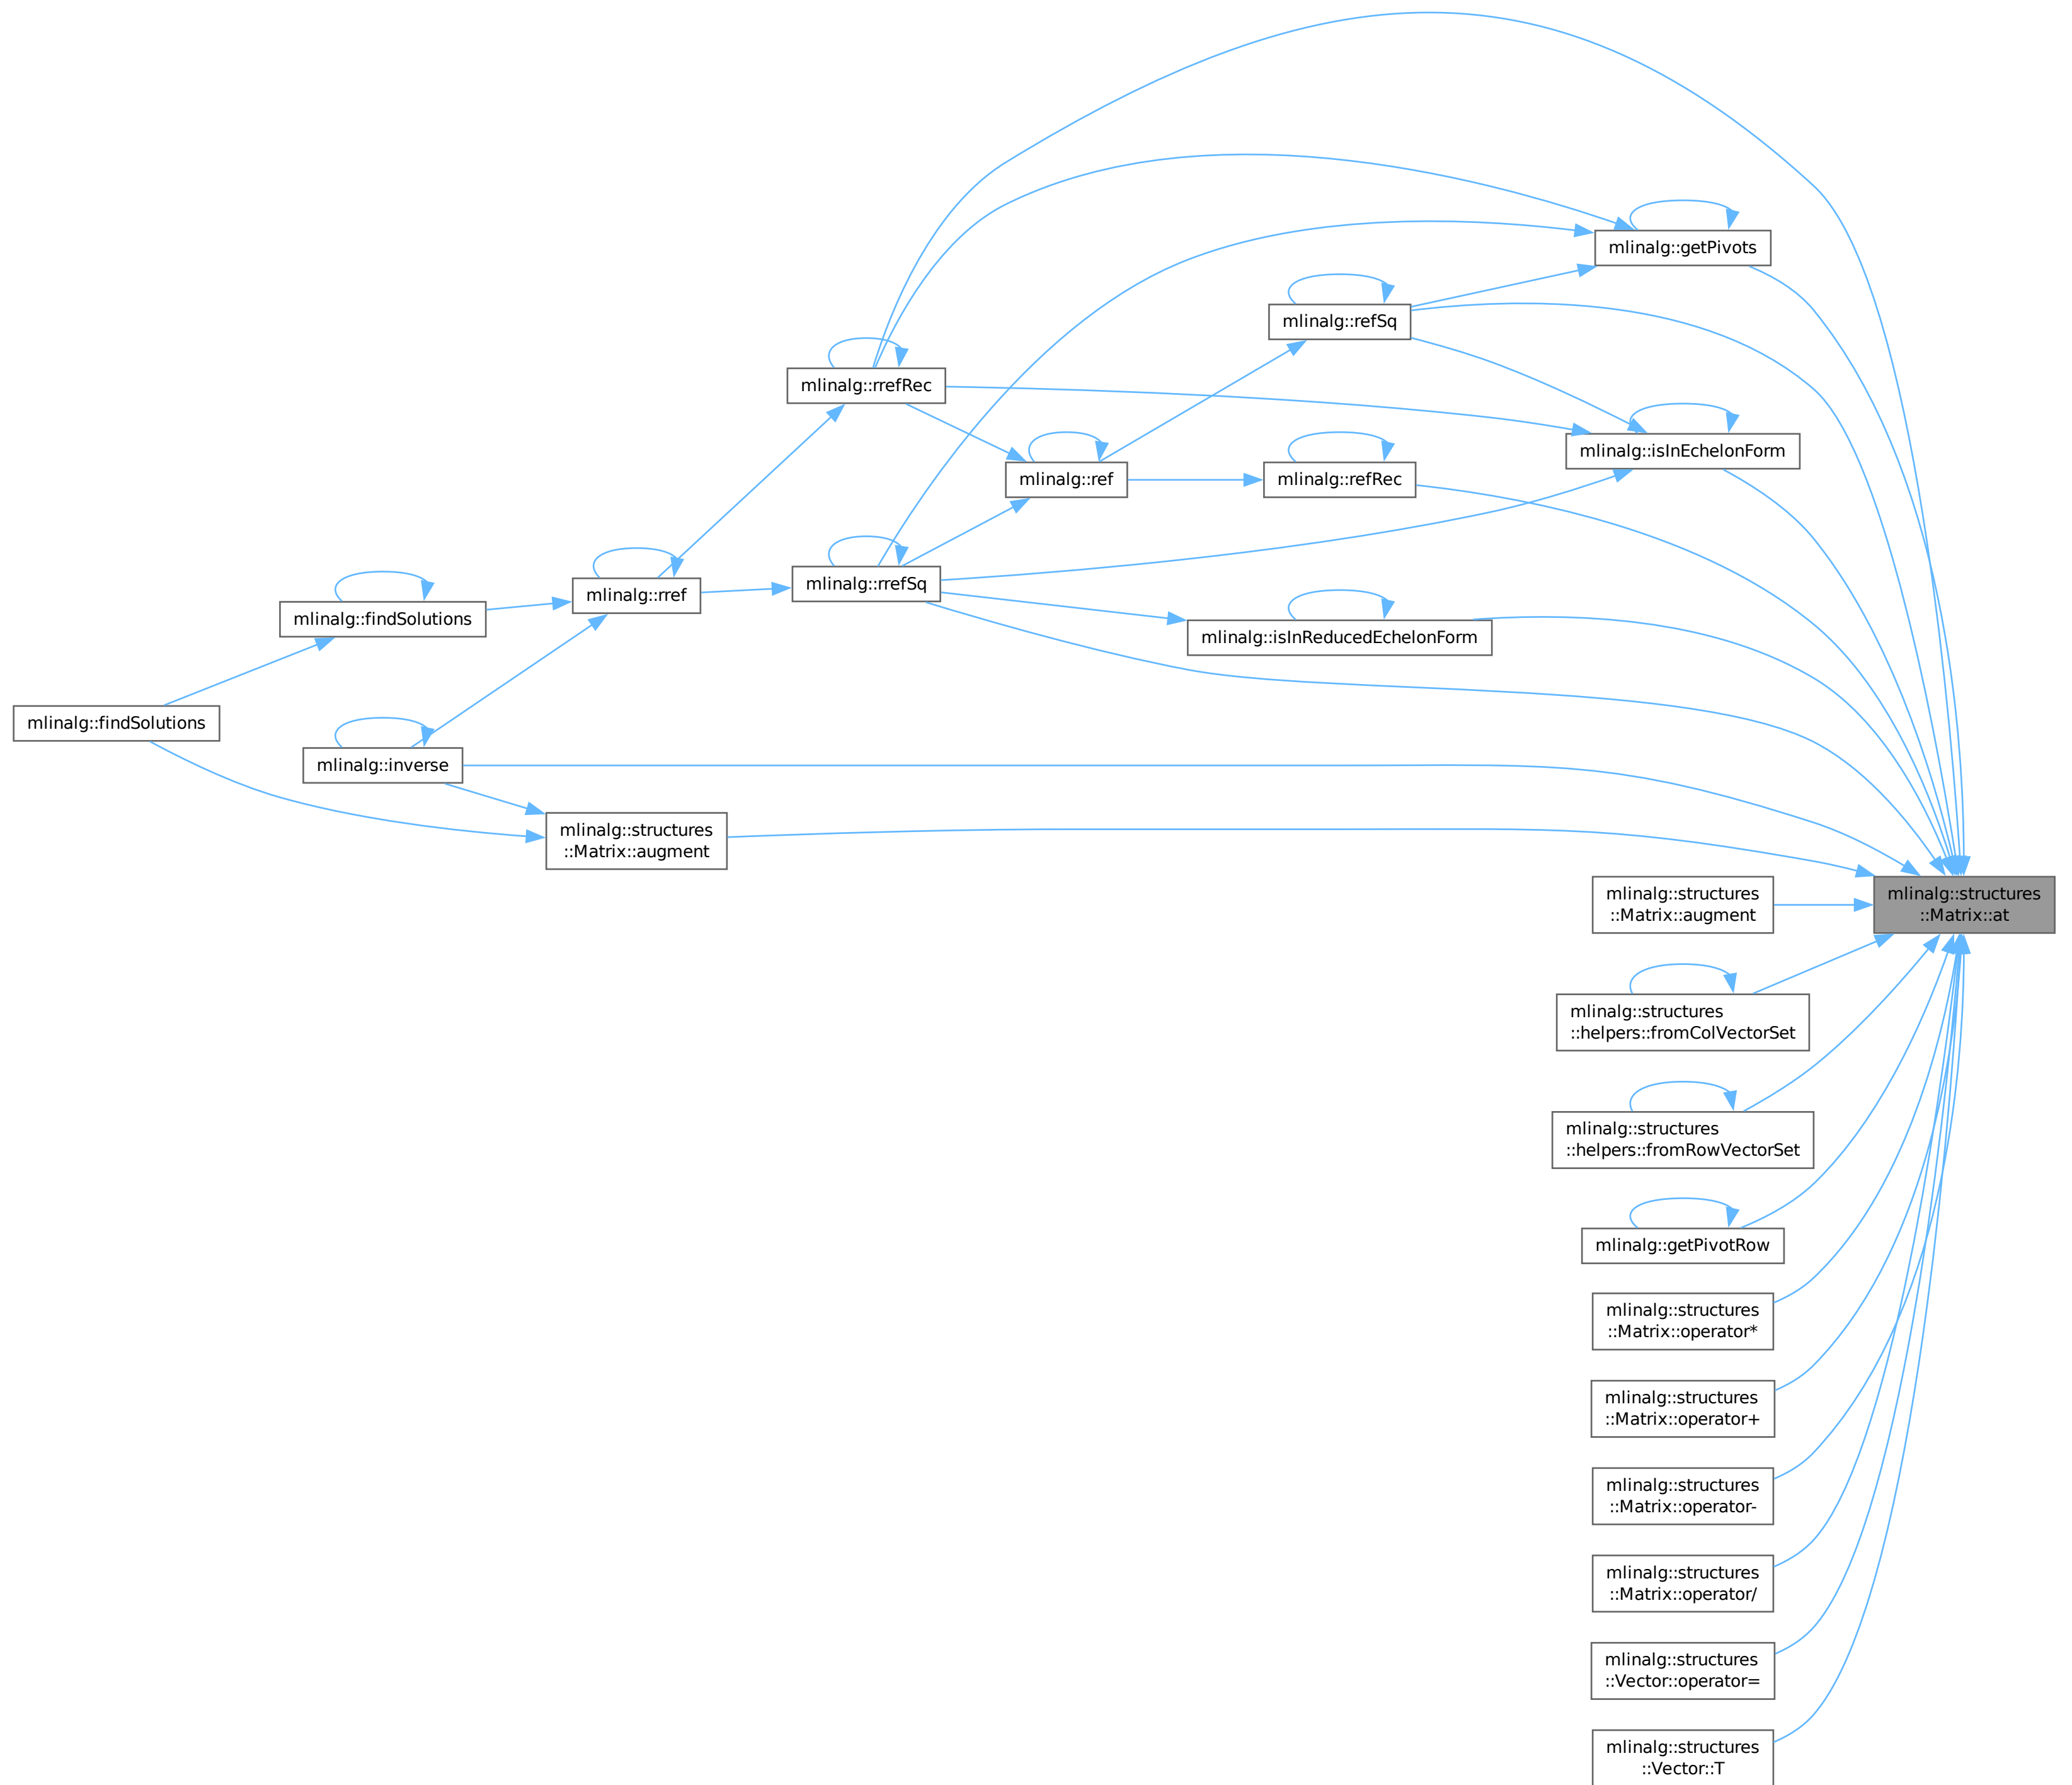 mlinalg::getPivots
mlinalg::refSq
mlinalg::rrefRec
mlinalg::isInEchelonForm
mlinalg::ref
mlinalg::refRec
mlinalg::rrefSq
mlinalg::rref
mlinalg::findSolutions
mlinalg::isInReducedEchelonForm
mlinalg::findSolutions
mlinalg::inverse
mlinalg::structures
::Matrix::augment
mlinalg::structures
::Matrix::at
mlinalg::structures
::Matrix::augment
mlinalg::structures
::helpers::fromColVectorSet
mlinalg::structures
::helpers::fromRowVectorSet
mlinalg::getPivotRow
mlinalg::structures
::Matrix::operator*
mlinalg::structures
::Matrix::operator+
mlinalg::structures
::Matrix::operator-
mlinalg::structures
::Matrix::operator/
mlinalg::structures
::Vector::operator=
mlinalg::structures
::Vector::T